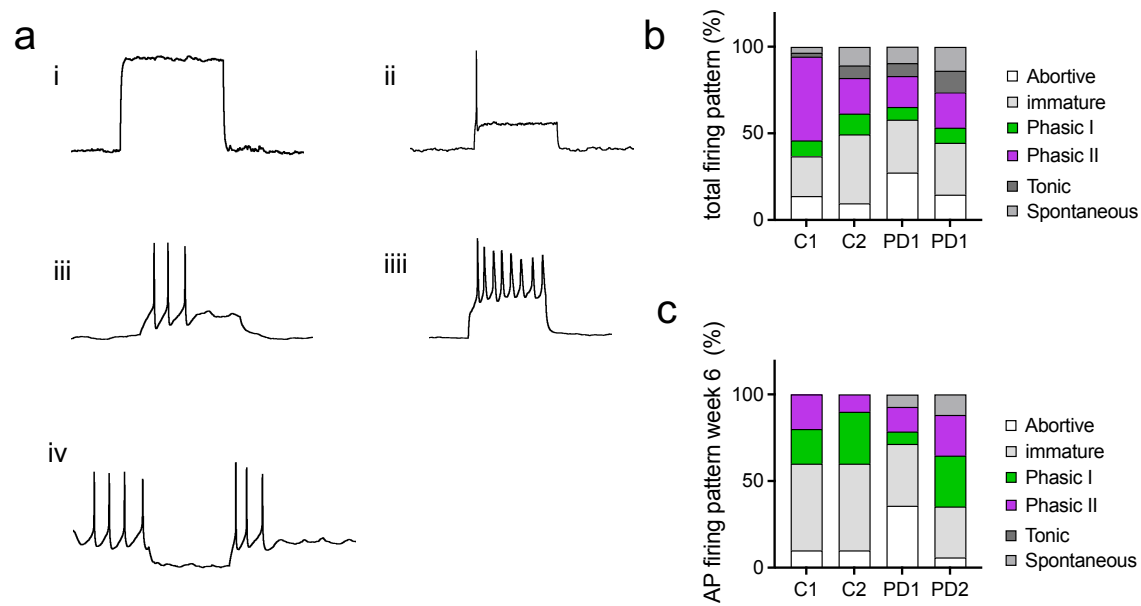 a
i
ii
iii
iiii
iv
b
total firing pattern (%)
100
50
0
C1 C2 PD1 PD1
Abortive
immature
Phasic I
Phasic II
Tonic
Spontaneous
c
AP firing pattern week 6 (%)
100
50
0
C1 C2 PD1 PD2
Abortive
immature
Phasic I
Phasic II
Tonic
Spontaneous